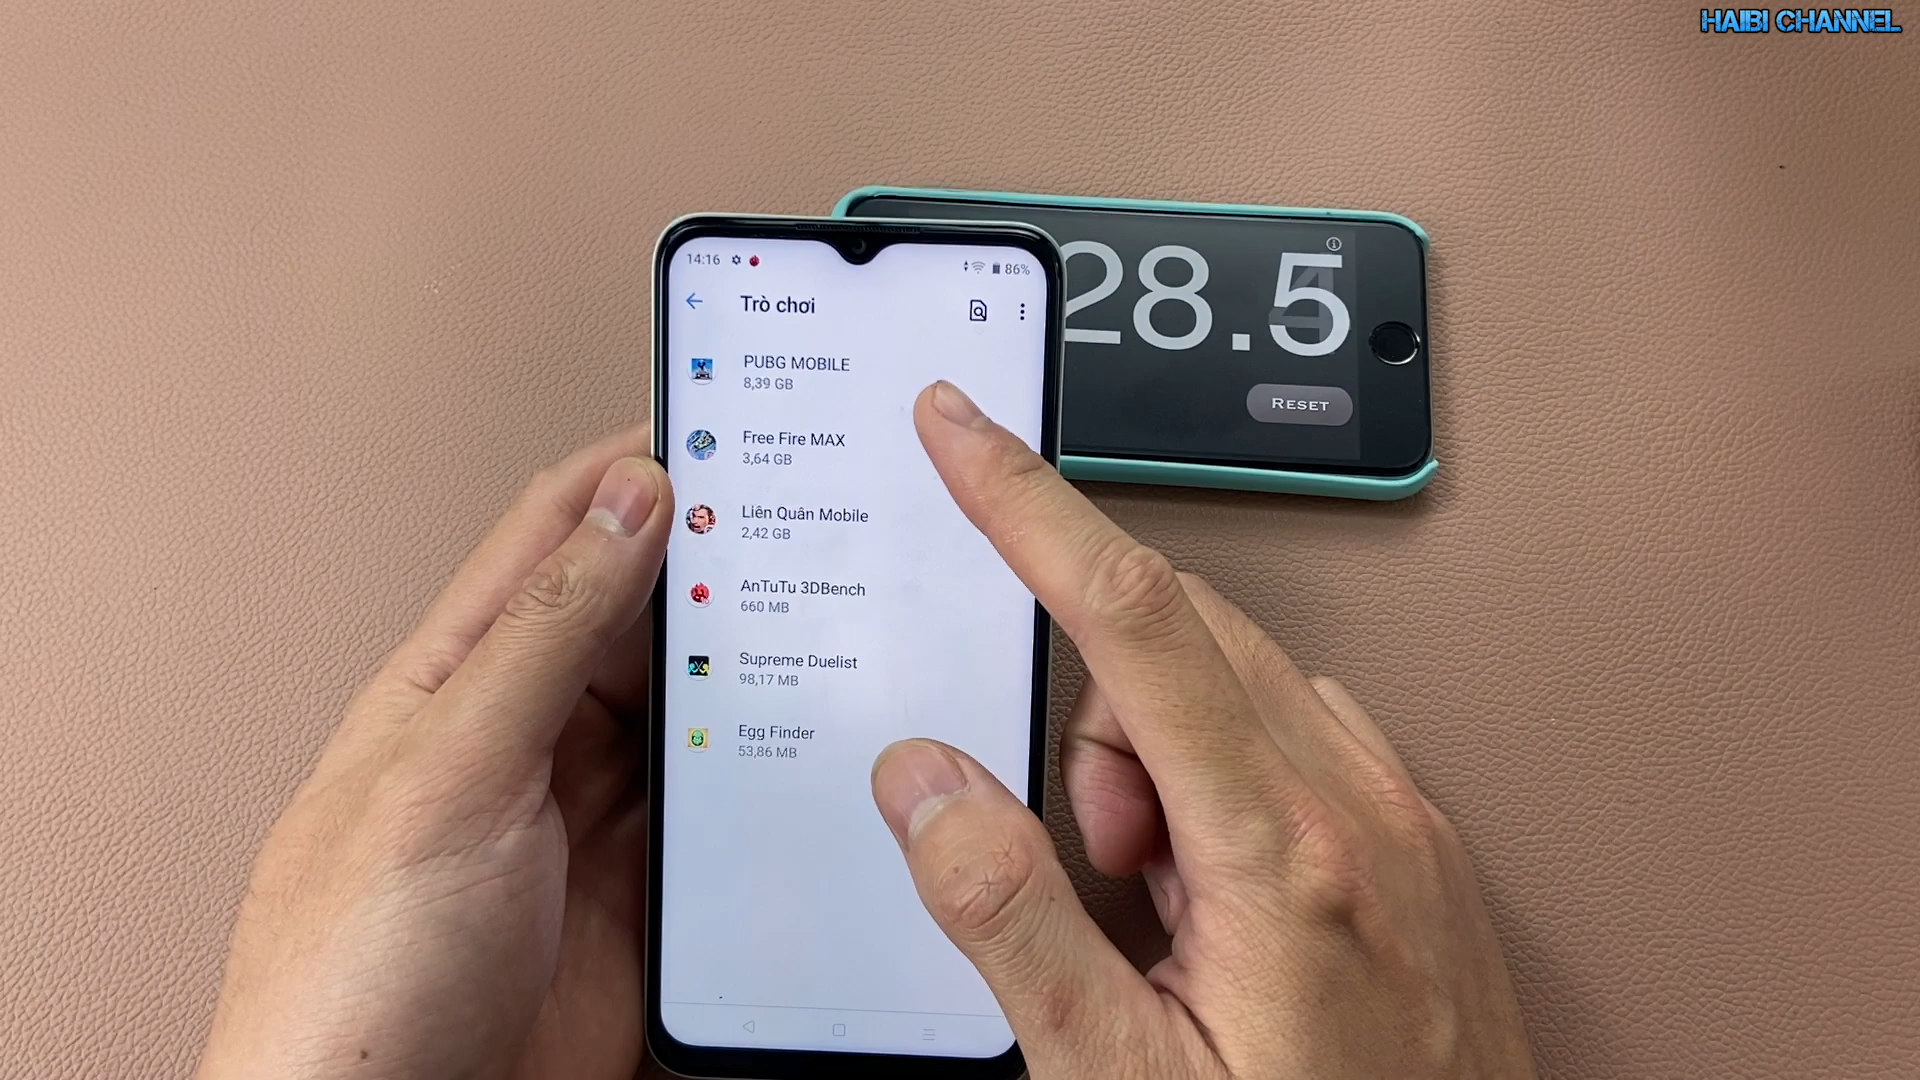 HAIBI CHANNEL
14:16
86%
Trò chơi
PUBG MOBILE
8,39 GB
Free Fire MAX
3,64 GB
Liên Quân Mobile
2,42 GB
AnTuTu 3DBench
660 MB
Supreme Duelist
98,17 MB
Egg Finder
53,86 MB
28.5
RESET